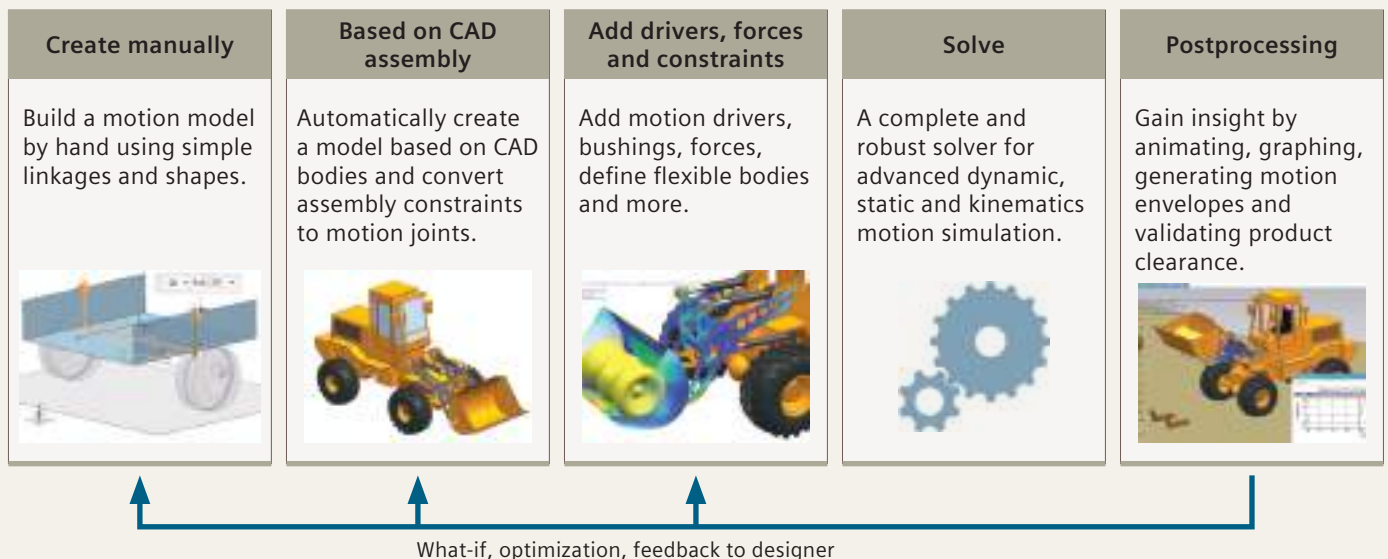 Create manually
Build a motion model
by hand using simple
linkages and shapes.
Based on CAD
assembly
Automatically create
a model based on CAD
bodies and convert
assembly constraints
to motion joints.
Add drivers, forces
and constraints
Add motion drivers,
bushings, forces,
define flexible bodies
and more.
Solve
A complete and
robust solver for
advanced dynamic,
static and kinematics
motion simulation.
Postprocessing
Gain insight by
animating, graphing,
generating motion
envelopes and
validating product
clearance.
What-if, optimization, feedback to designer